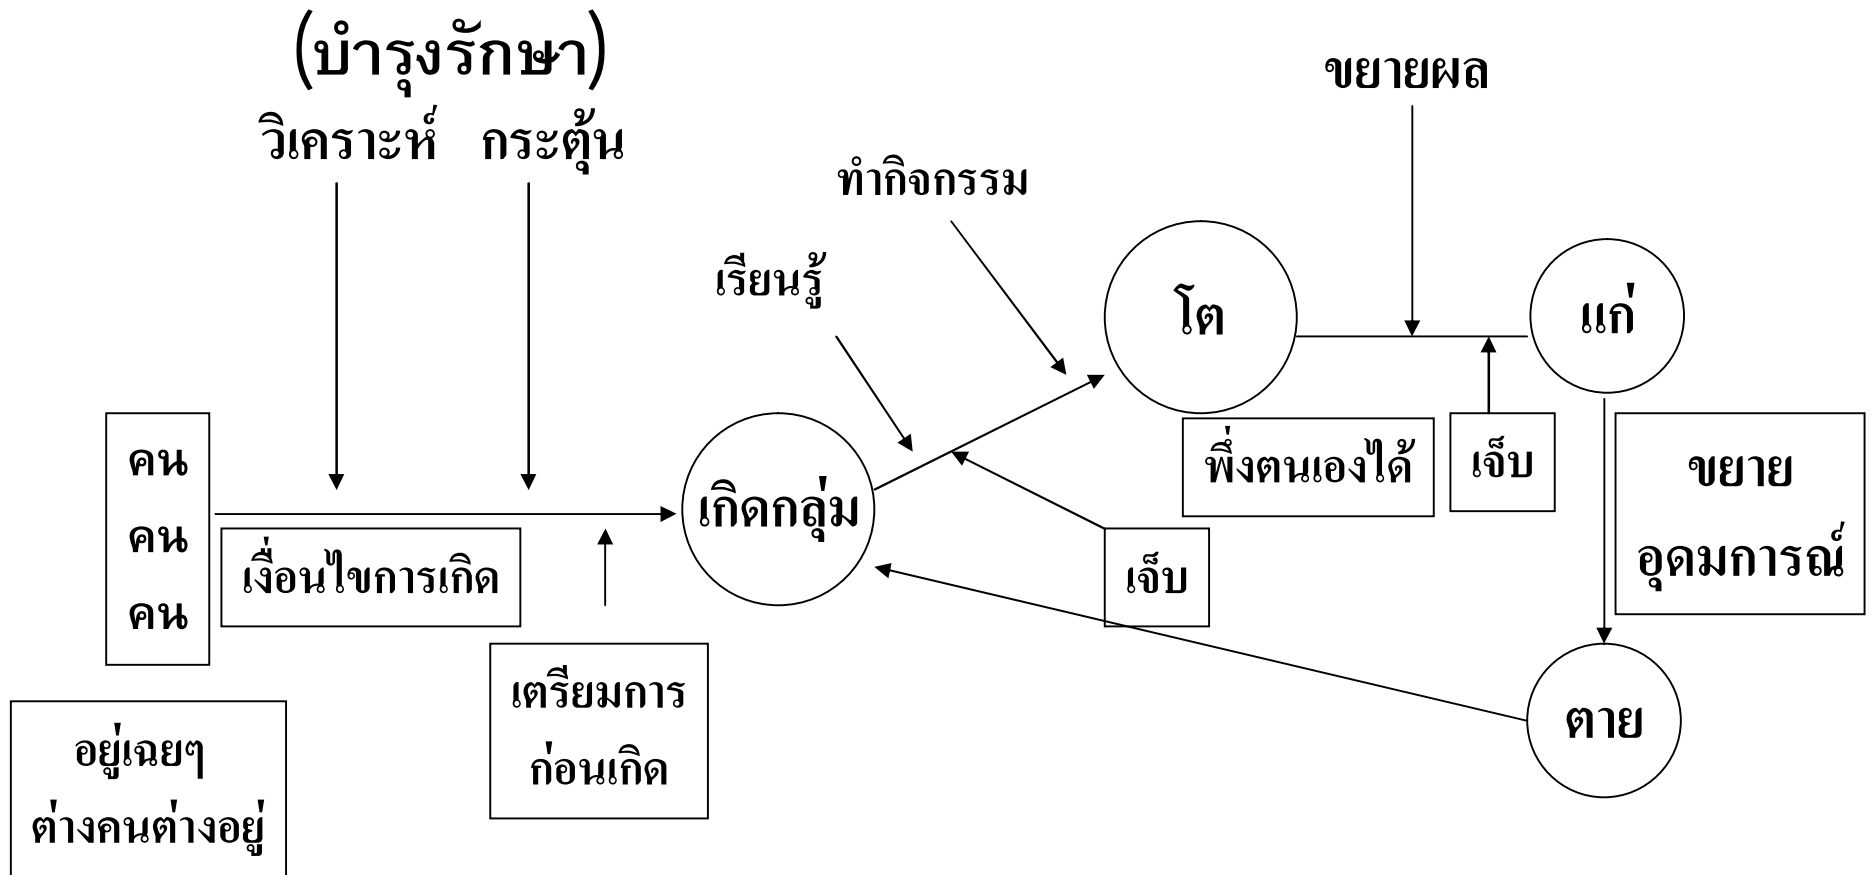 (บำรุงรักษา)
วิเคราะห์ กระตุ้น
ขยายผล
ทำกิจกรรม
เรียนรู้
โต
แก่
คน
คน
คน
เงื่อนไขการเกิด
เกิดกลุ่ม
พึ่งตนเองได้
เจ็บ
ขยาย
อุดมการณ์
เจ็บ
เตรียมการ
ก่อนเกิด
ตาย
อยู่เฉยๆ
ต่างคนต่างอยู่